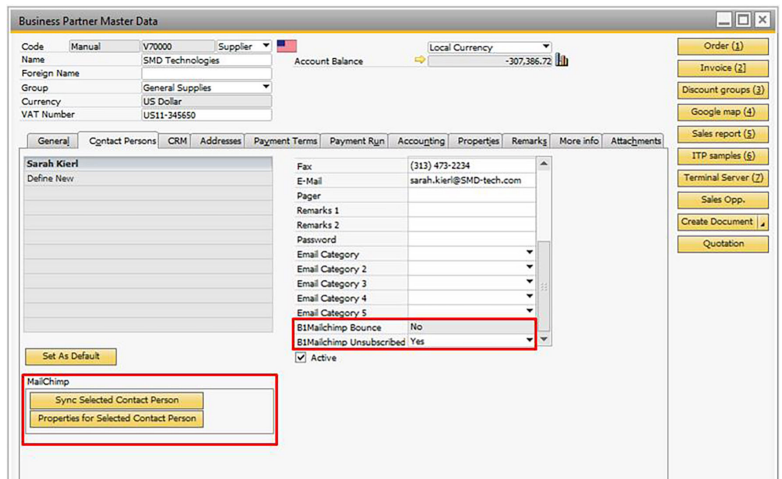 Business Partner Master Data
Code Manual V70000 Supplier Local Currency
Name SMD Technologies Account Balance -307,386.72
Foreign Name
Group General Supplies
Currency US Dollar
VAT Number US11-345650
General Contact Persons CRM Addresses Payment Terms Payment Run Accounting Properties Remarks More info Attachments
Sarah Kierl
Define New
Set As Default
MailChimp
Sync Selected Contact Person
Properties for Selected Contact Person
Fax (313) 473-2234
E-Mail sarah.kierl@SMD-tech.com
Pager
Remarks 1
Remarks 2
Password
Email Category
Email Category 2
Email Category 3
Email Category 4
Email Category 5
B1Mailchimp Bounce No
B1Mailchimp Unsubscribed Yes
Active
Order (1)
Invoice (2]
Discount groups (3)
Google map (4)
Sales report (5)
ITP samples (6)
Terminal Server (7)
Sales Opp.
Create Document
Quotation